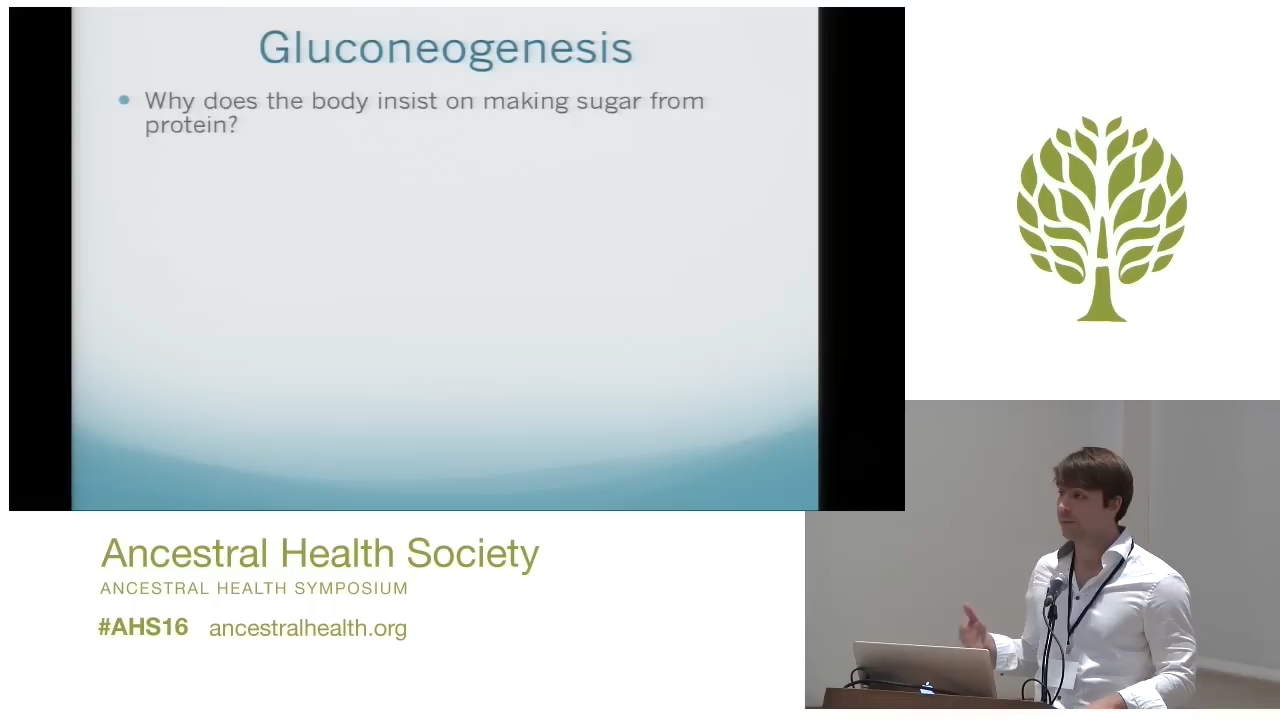 Gluconeogenesis
• Why does the body insist on making sugar from
protein?
Ancestral Health Society
ANCESTRAL HEALTH SYMPOSIUM
#AHS16 ancestralhealth.org